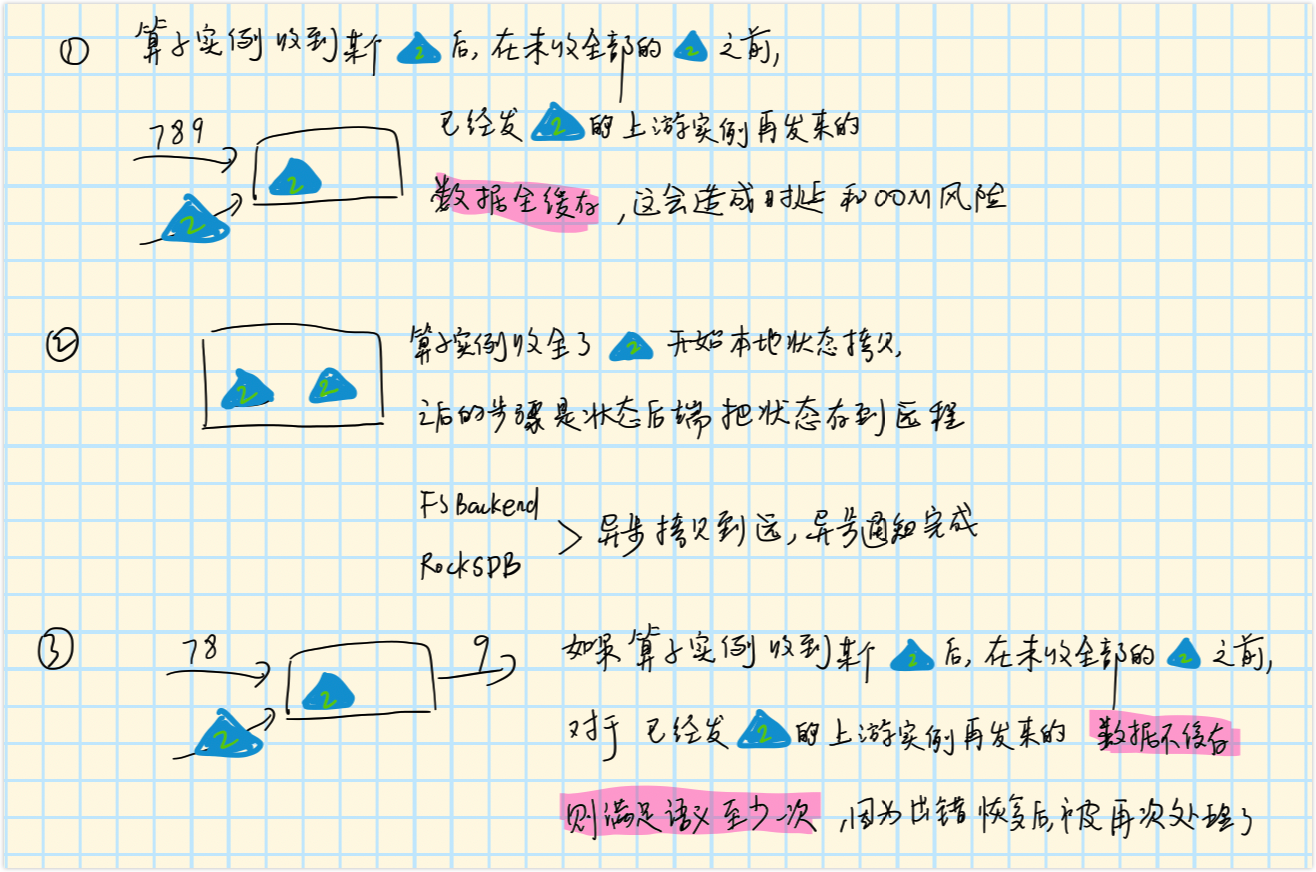 ① 算子实例收到某个 2 后,在未收全部的 2 之前,
已经发 2 的上游实例再发来的
789
2
数据全缓存,这会造成时延和OOM风险
2
② 算子实例收全了 2 开始本地状态拷贝,
2 2
之后的步骤是状态后端把状态存到远程
FSBackend
> 异步拷贝到远,异步通知完成
RocksDB
③ 78 9 如果算子实例收到某个 2 后,在未收全部的 2 之前,
2
2
对于已经发 2 的上游实例再发来的 数据不缓存
则满足语义至少一次,因为出错恢复后,被再次处理了